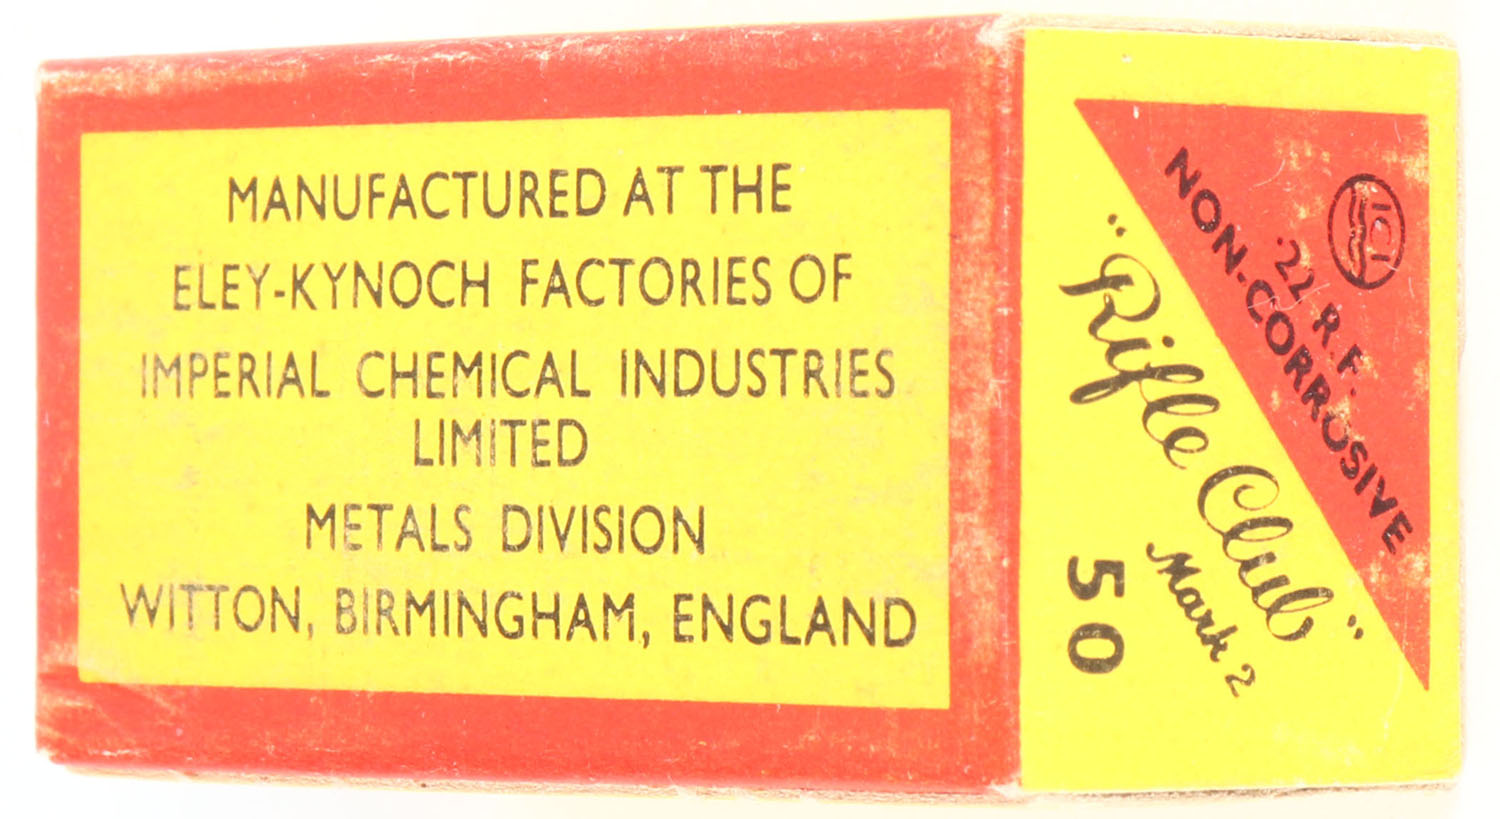 MANUFACTURED AT THE
ELEY-KYNOCH FACTORIES OF
IMPERIAL CHEMICAL INDUSTRIES
LIMITED
METALS DIVISION
WITTON, BIRMINGHAM, ENGLAND
ICI
·22 R.F.
NON-CORROSIVE
"Rifle Club"
Mark 2
50